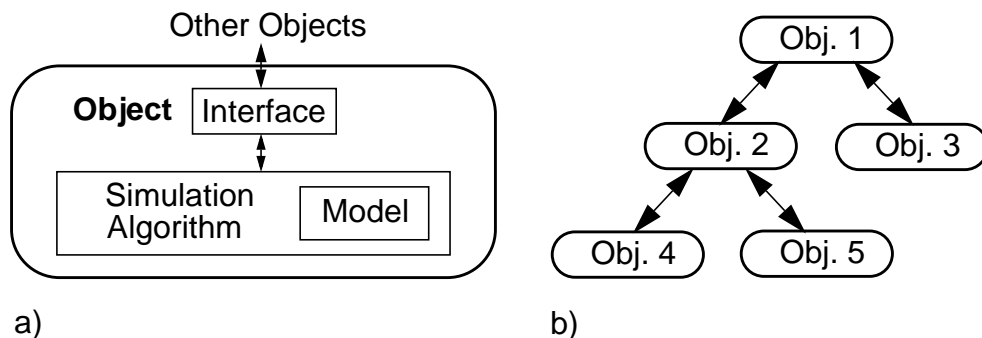 Other Objects
Object
Interface
Simulation
Algorithm
Model
a)
Obj. 1
Obj. 2
Obj. 3
Obj. 4
Obj. 5
b)